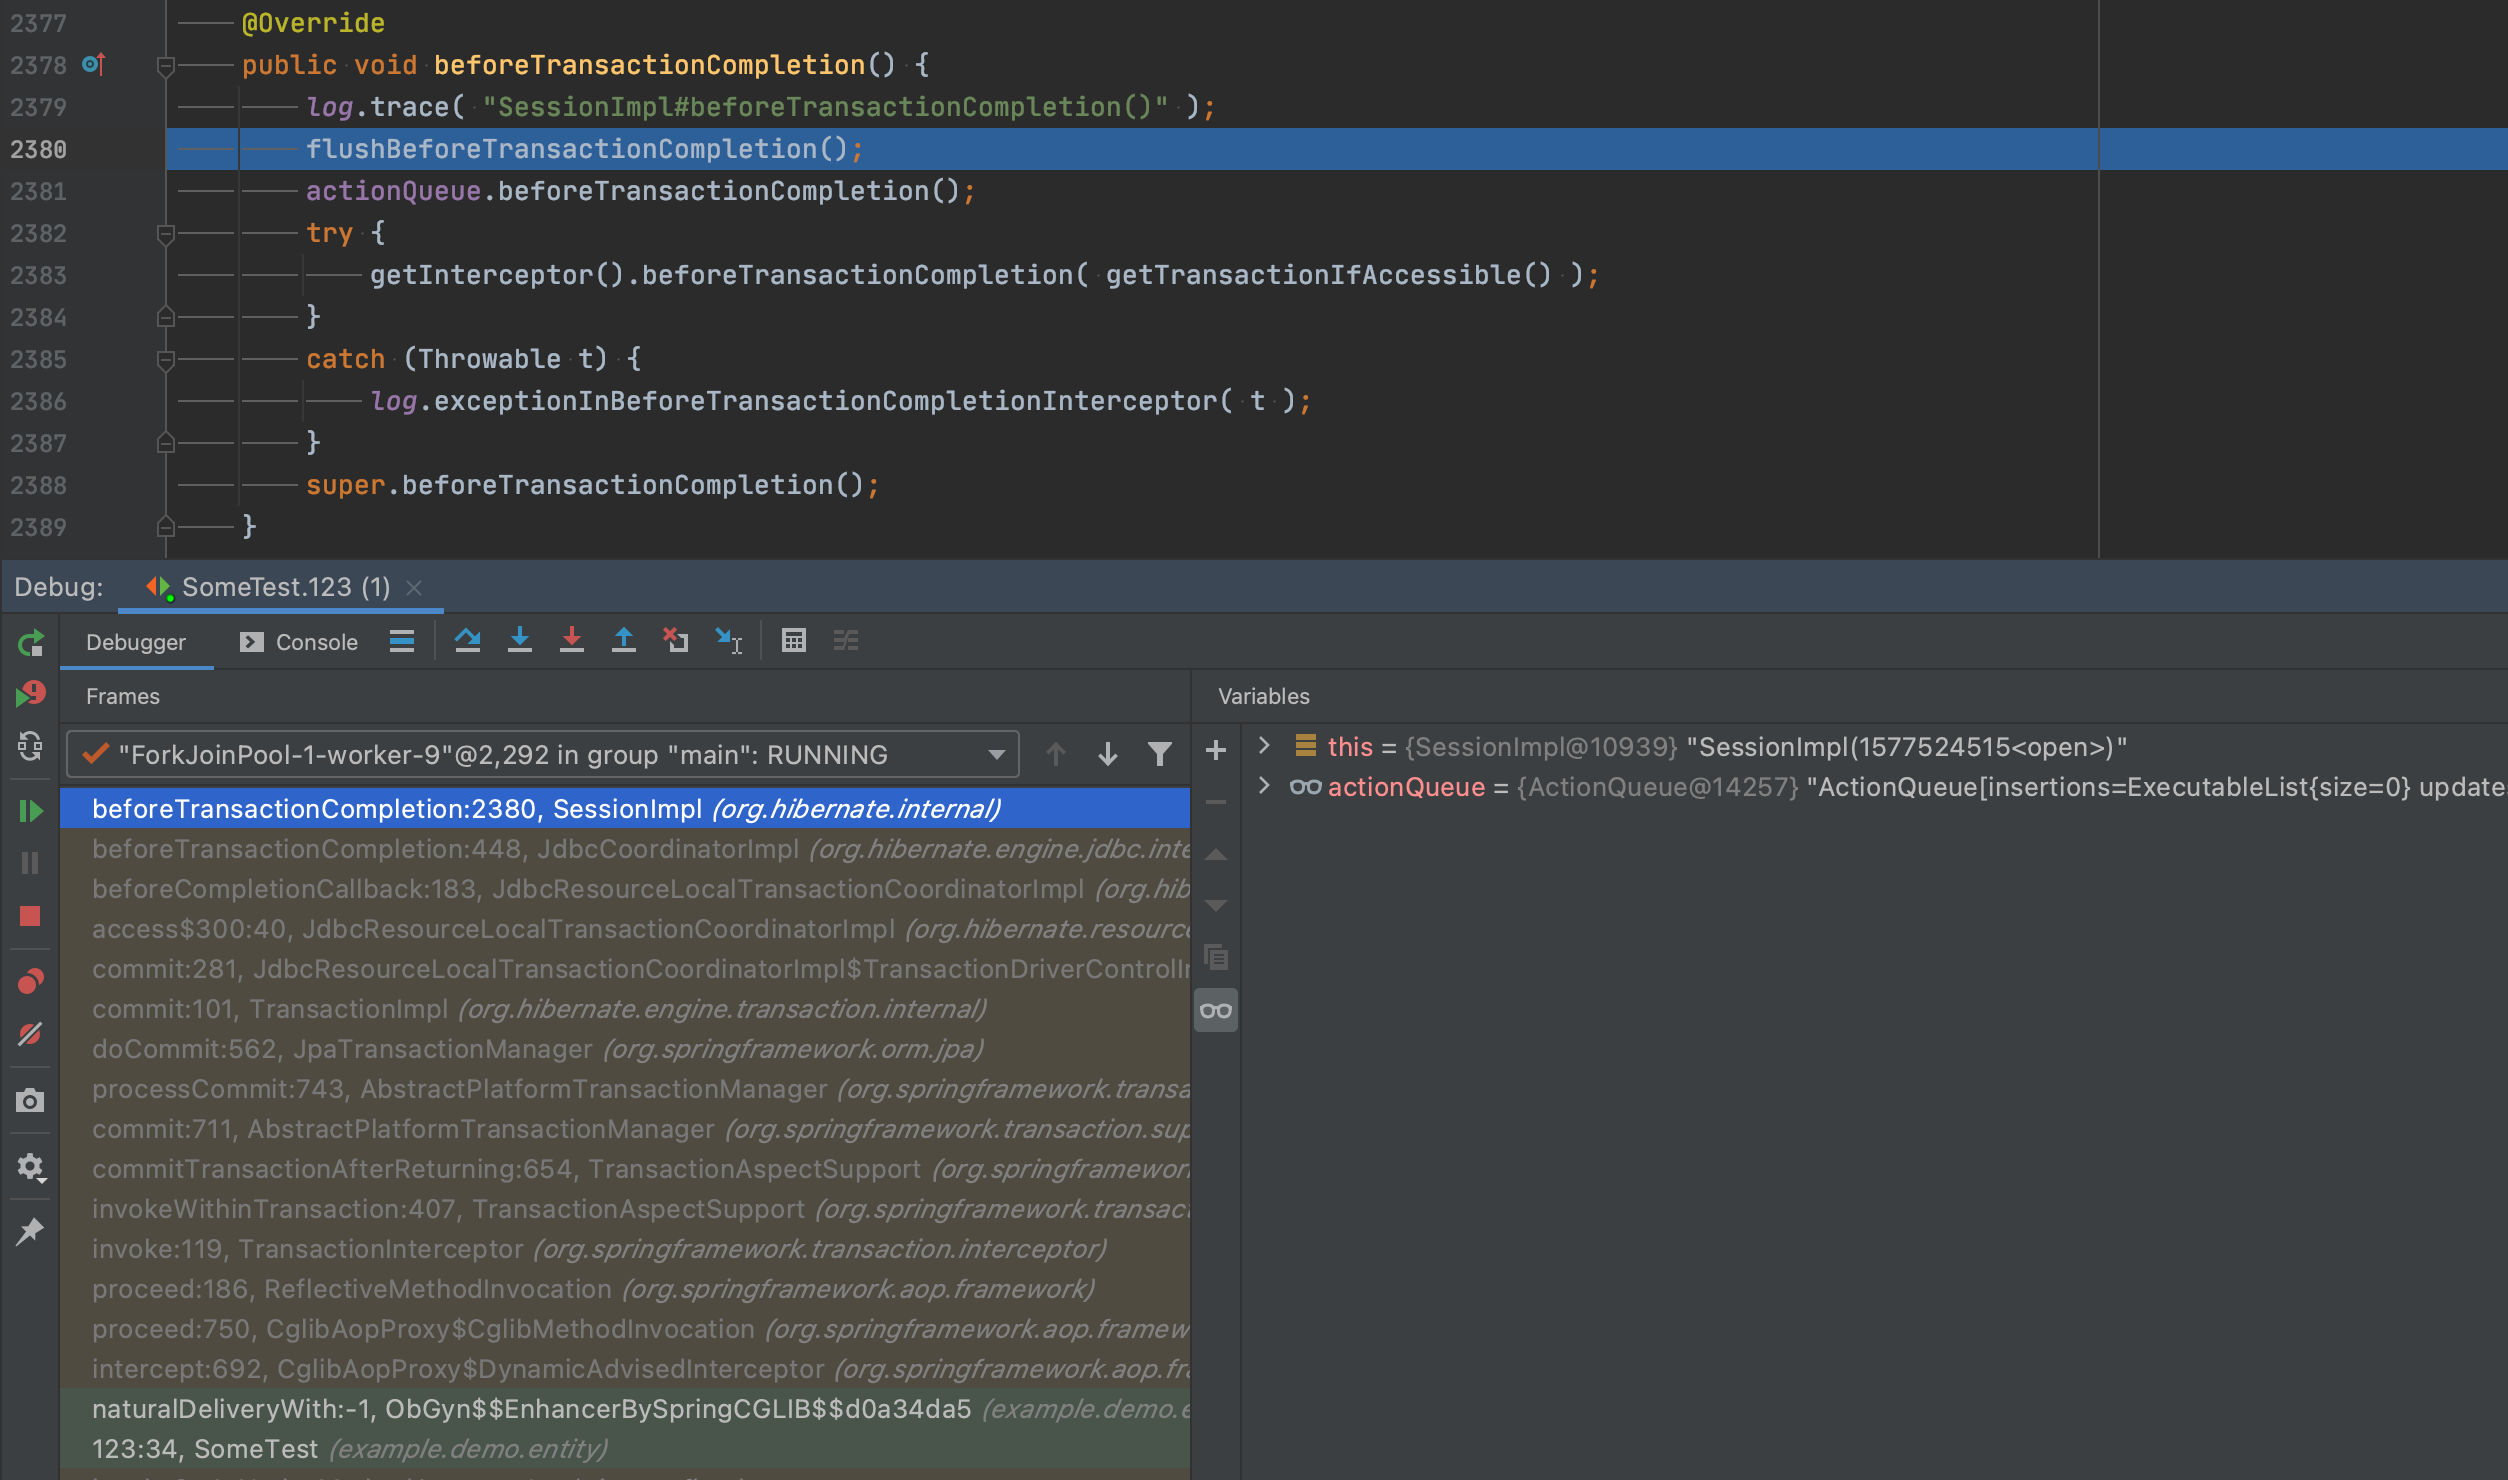 2377 @Override
2378 public void beforeTransactionCompletion() {
2379 log.trace( "SessionImpl#beforeTransactionCompletion()" );
2380 flushBeforeTransactionCompletion();
2381 actionQueue.beforeTransactionCompletion();
2382 try {
2383 getInterceptor().beforeTransactionCompletion( getTransactionIfAccessible() );
2384 }
2385 catch (Throwable t) {
2386 log.exceptionInBeforeTransactionCompletionInterceptor( t );
2387 }
2388 super.beforeTransactionCompletion();
2389 }
Debug: SomeTest.123 (1)
Debugger Console
Frames
Variables
"ForkJoinPool-1-worker-9"@2,292 in group "main": RUNNING
this = {SessionImpl@10939} "SessionImpl(1577524515<open>)"
actionQueue = {ActionQueue@14257} "ActionQueue[insertions=ExecutableList{size=0} update
beforeTransactionCompletion:2380, SessionImpl (org.hibernate.internal)
beforeTransactionCompletion:448, JdbcCoordinatorImpl (org.hibernate.engine.jdbc.inte
beforeCompletionCallback:183, JdbcResourceLocalTransactionCoordinatorImpl (org.hib
access$300:40, JdbcResourceLocalTransactionCoordinatorImpl (org.hibernate.resourc
commit:281, JdbcResourceLocalTransactionCoordinatorImpl$TransactionDriverControlI
commit:101, TransactionImpl (org.hibernate.engine.transaction.internal)
doCommit:562, JpaTransactionManager (org.springframework.orm.jpa)
processCommit:743, AbstractPlatformTransactionManager (org.springframework.transa
commit:711, AbstractPlatformTransactionManager (org.springframework.transaction.sup
commitTransactionAfterReturning:654, TransactionAspectSupport (org.springframewor
invokeWithinTransaction:407, TransactionAspectSupport (org.springframework.transac
invoke:119, TransactionInterceptor (org.springframework.transaction.interceptor)
proceed:186, ReflectiveMethodInvocation (org.springframework.aop.framework)
proceed:750, CglibAopProxy$CglibMethodInvocation (org.springframework.aop.framew
intercept:692, CglibAopProxy$DynamicAdvisedInterceptor (org.springframework.aop.fr
naturalDeliveryWith:-1, ObGyn$$EnhancerBySpringCGLIB$$d0a34da5 (example.demo.e
123:34, SomeTest (example.demo.entity)